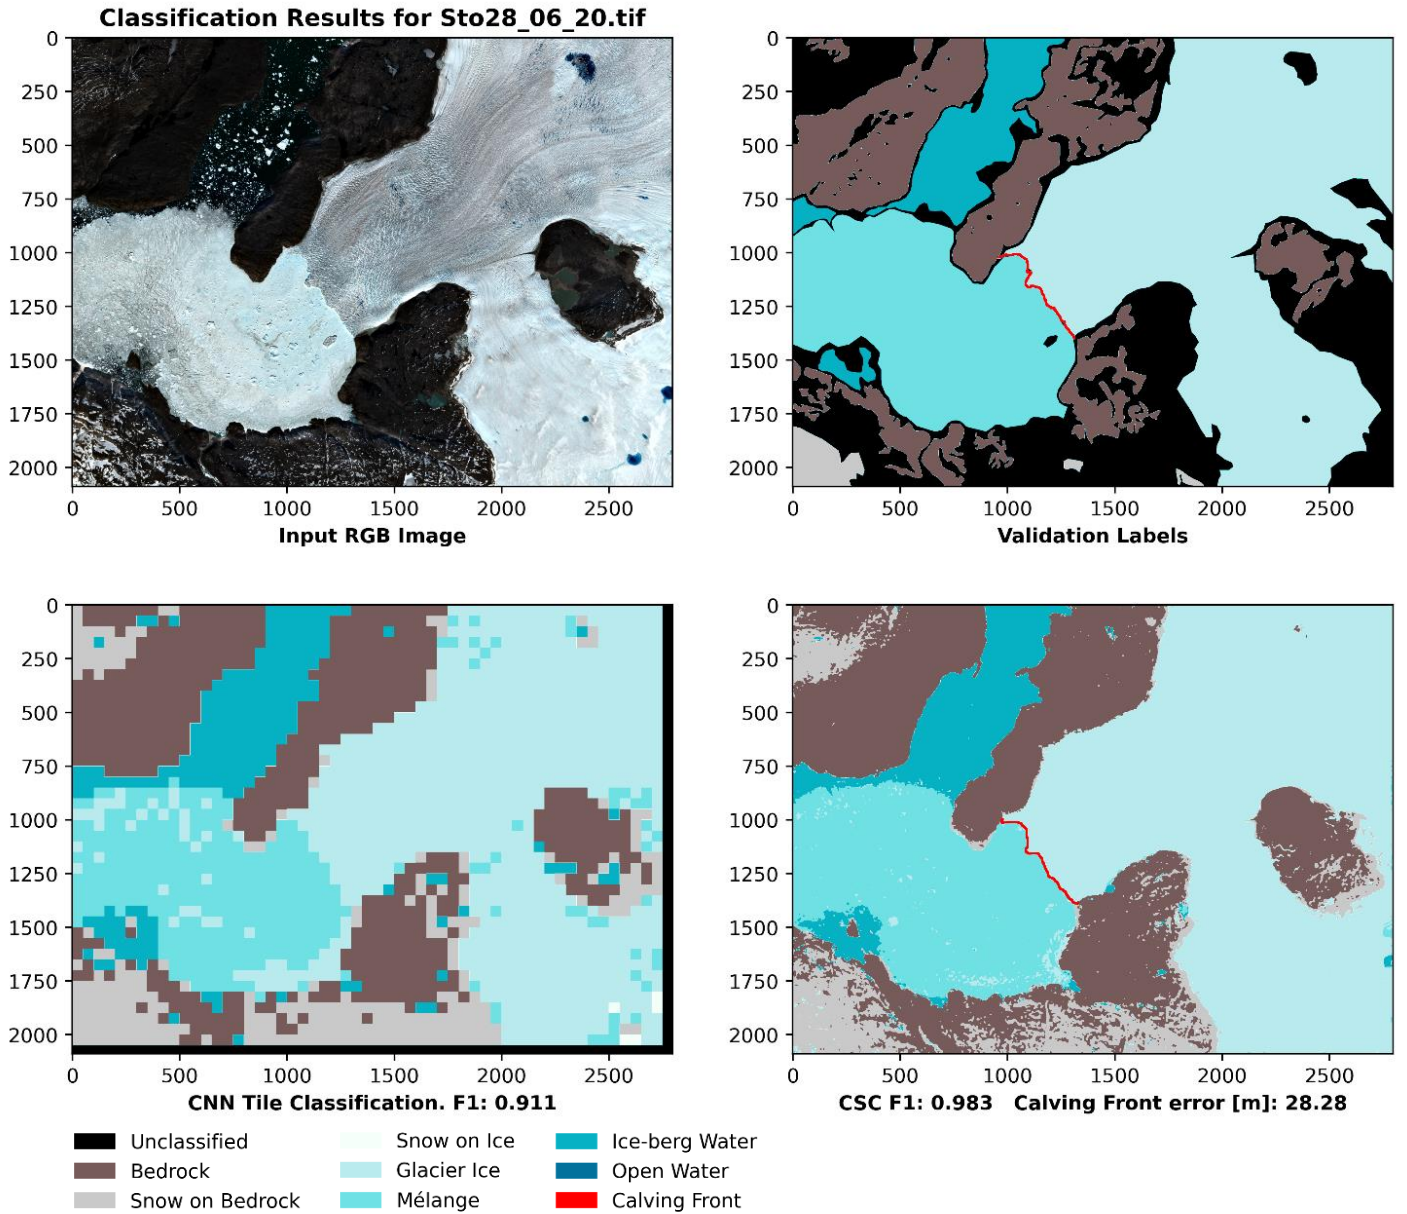 Classification Results for Sto28_06_20.tif
0
250
500
750
1000
1250
1500
1750
2000
0 500 1000 1500 2000 2500
Input RGB Image
0
250
500
750
1000
1250
1500
1750
2000
0 500 1000 1500 2000 2500
Validation Labels
0
250
500
750
1000
1250
1500
1750
2000
0 500 1000 1500 2000 2500
CNN Tile Classification. F1: 0.911
0
250
500
750
1000
1250
1500
1750
2000
0 500 1000 1500 2000 2500
CSC F1: 0.983 Calving Front error [m]: 28.28
Unclassified
Bedrock
Snow on Bedrock
Snow on Ice
Glacier Ice
Mélange
Ice-berg Water
Open Water
Calving Front